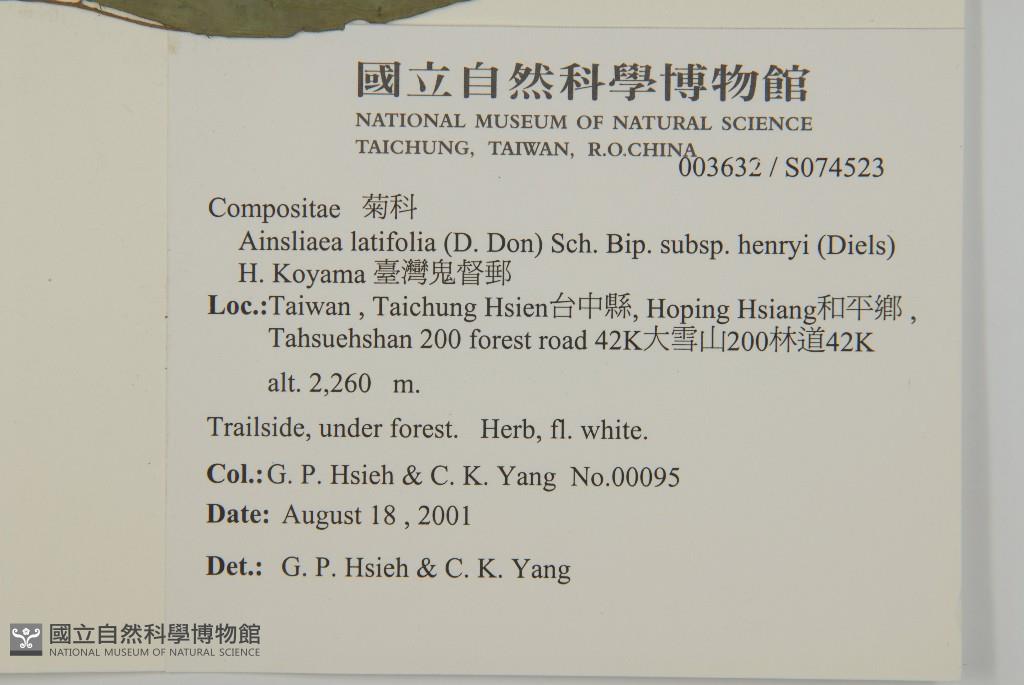 國立自然科學博物館
NATIONAL MUSEUM OF NATURAL SCIENCE
TAICHUNG, TAIWAN, R.O.CHINA
003632 / S074523
Compositae 菊科
Ainsliaea latifolia (D. Don) Sch. Bip. subsp. henryi (Diels)
H. Koyama 臺灣鬼督郵
Loc.:Taiwan , Taichung Hsien台中縣, Hoping Hsiang和平鄉 ,
Tahsuehshan 200 forest road 42K大雪山200林道42K
alt. 2,260 m.
Trailside, under forest. Herb, fl. white.
Col.: G. P. Hsieh & C. K. Yang No.00095
Date: August 18 , 2001
Det.: G. P. Hsieh & C. K. Yang
國立自然科學博物館
NATIONAL MUSEUM OF NATURAL SCIENCE